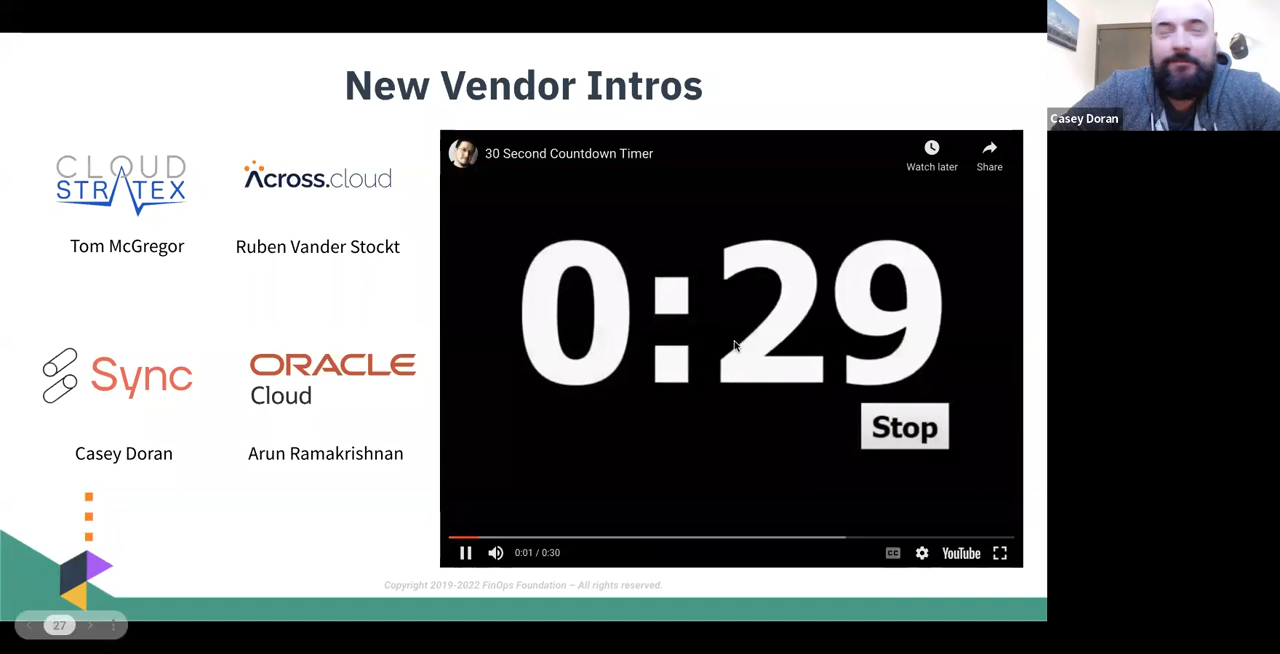 New Vendor Intros
CLOUD
STRATEX
Across.cloud
Tom McGregor
Ruben Vander Stockt
Sync
ORACLE
Cloud
Casey Doran
Arun Ramakrishnan
30 Second Countdown Timer
Watch later
Share
0:29
Stop
0:01 / 0:30
CC
YouTube
Copyright 2019-2022 FinOps Foundation – All rights reserved.
27
Casey Doran